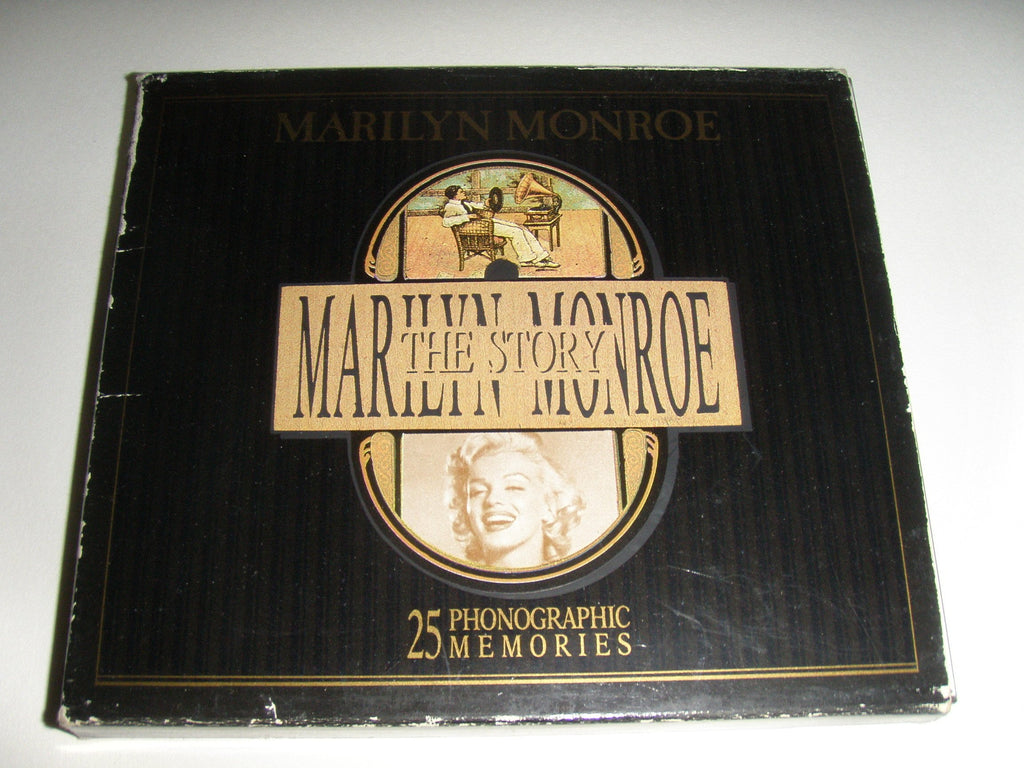 MARILYN MONROE
MARILYN MONROE
THE STORY
25 PHONOGRAPHIC
MEMORIES